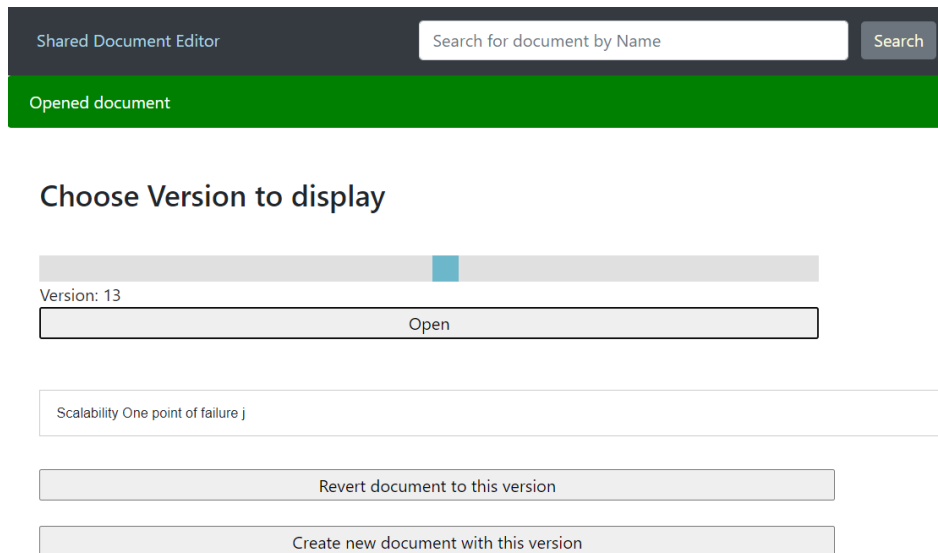 Shared Document Editor
Search for document by Name
Search
Opened document
Choose Version to display
Version: 13
Open
Scalability One point of failure j
Revert document to this version
Create new document with this version